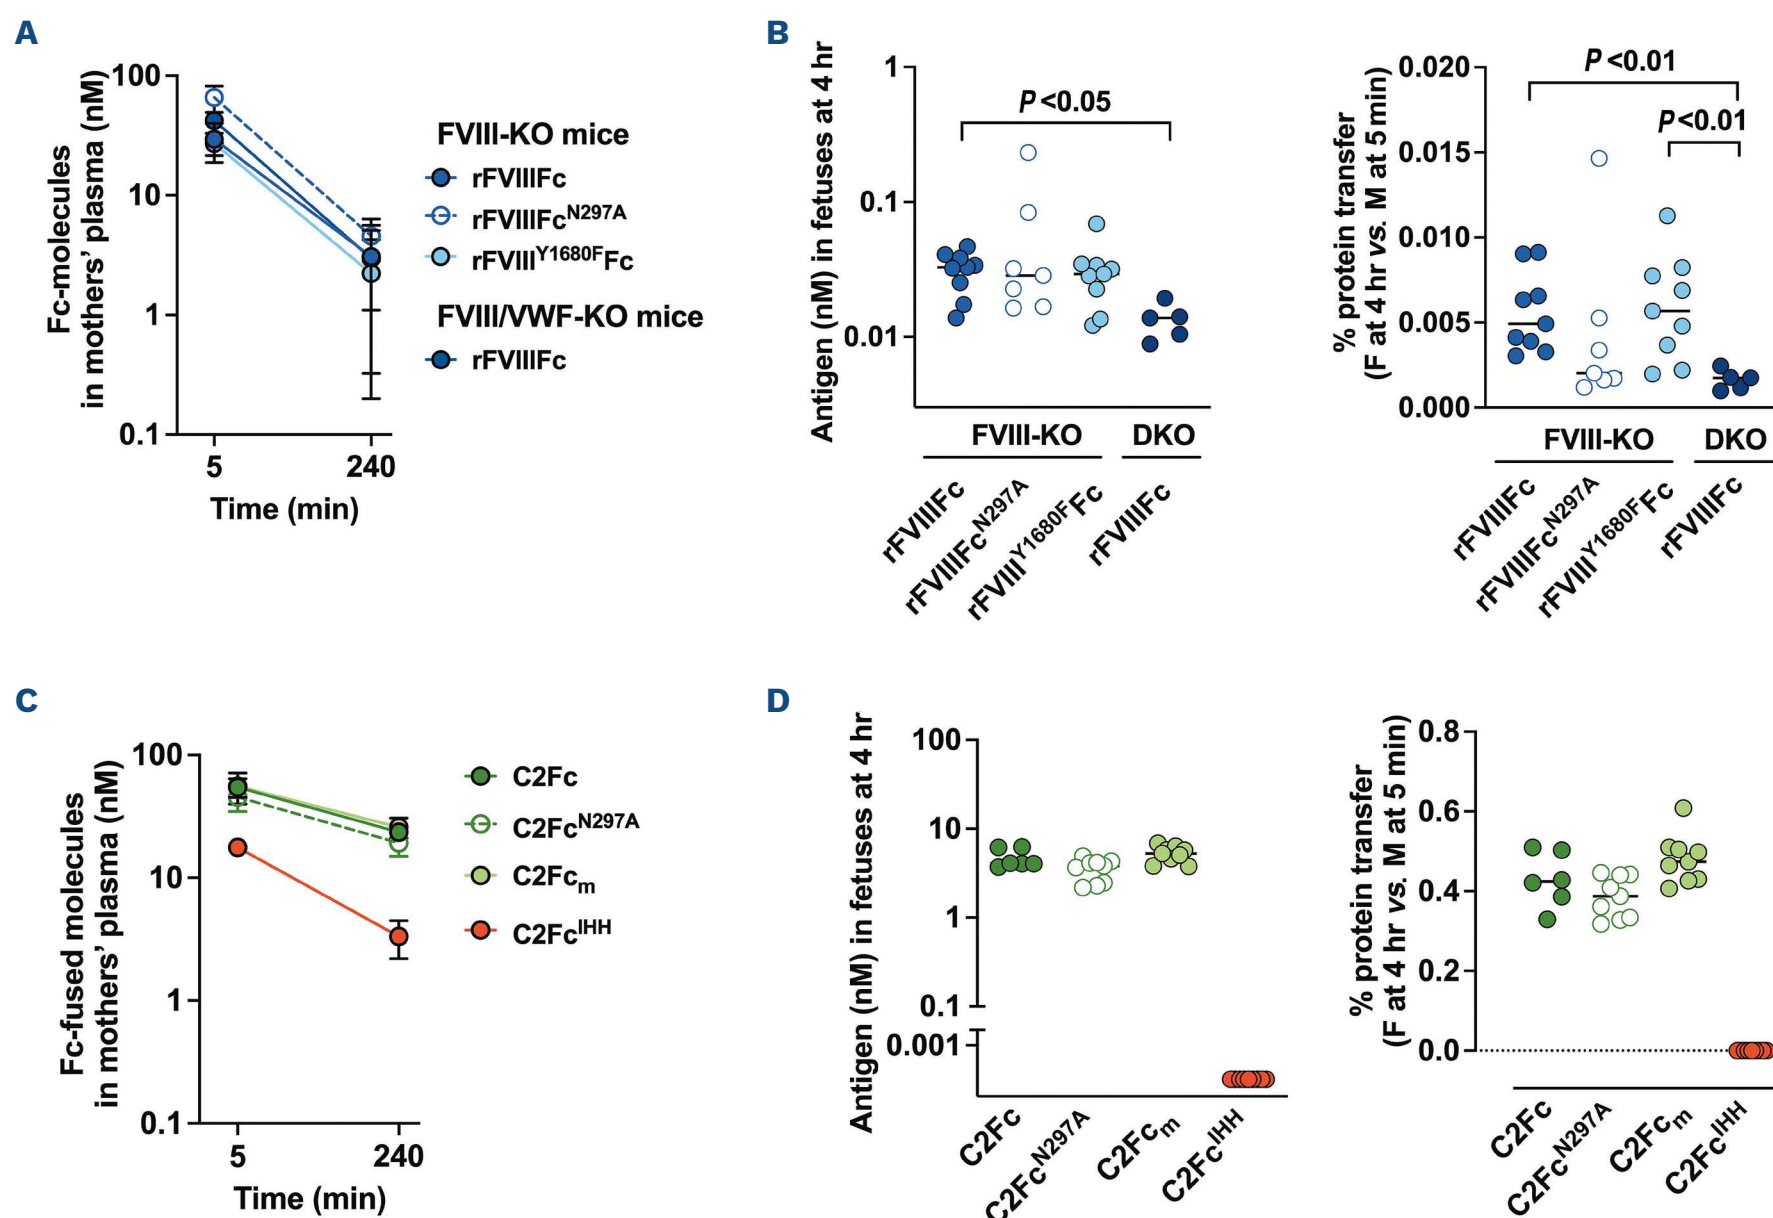 A
Fc-molecules
in mothers' plasma (nM)
100
10
1
0.1
5
240
Time (min)
FVIII-KO mice
rFVIIIFc
rFVIIIFcN297A
rFVIIIY1680FFc
FVIII/VWF-KO mice
rFVIIIFc
B
Antigen (nM) in fetuses at 4 hr
1
0.1
0.01
P <0.05
FVIII-KO
DKO
rFVIIIFc
rFVIIIFcN297A
rFVIIIY1680FFc
rFVIIIFc
% protein transfer
(F at 4 hr vs. M at 5 min)
0.020
0.015
0.010
0.005
0.000
P <0.01
P <0.01
FVIII-KO
DKO
rFVIIIFc
rFVIIIFcN297A
rFVIIIY1680FFc
rFVIIIFc
C
Fc-fused molecules
in mothers' plasma (nM)
100
10
1
0.1
5
240
Time (min)
C2Fc
C2FcN297A
C2Fcm
C2FcIHH
D
Antigen (nM) in fetuses at 4 hr
100
10
1
0.1
0.001
C2Fc
C2FcN297A
C2Fcm
C2FcIHH
% protein transfer
(F at 4 hr vs. M at 5 min)
0.8
0.6
0.4
0.2
0.0
C2Fc
C2FcN297A
C2Fcm
C2FcIHH